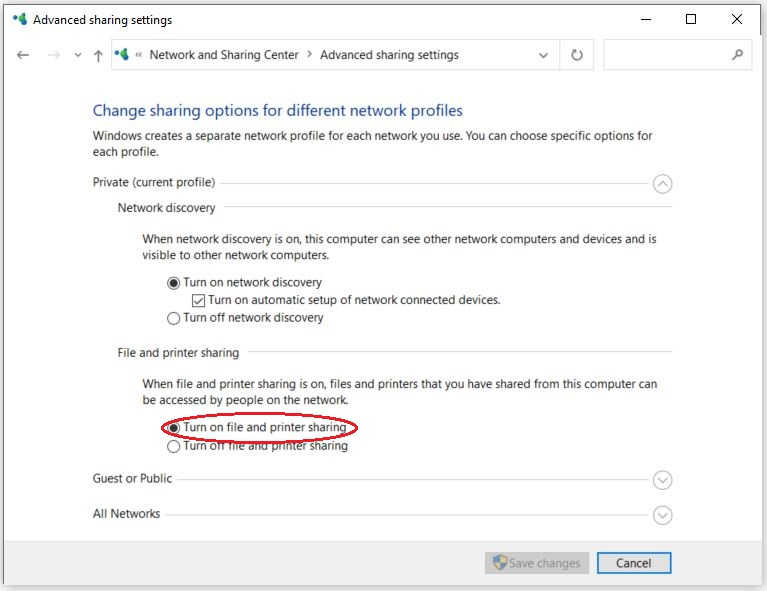 Advanced sharing settings
« Network and Sharing Center > Advanced sharing settings
Change sharing options for different network profiles
Windows creates a separate network profile for each network you use. You can choose specific options for
each profile.
Private (current profile)
Network discovery
When network discovery is on, this computer can see other network computers and devices and is
visible to other network computers.
Turn on network discovery
Turn on automatic setup of network connected devices.
Turn off network discovery
File and printer sharing
When file and printer sharing is on, files and printers that you have shared from this computer can
be accessed by people on the network.
Turn on file and printer sharing
Turn off file and printer sharing
Guest or Public
All Networks
Save changes
Cancel